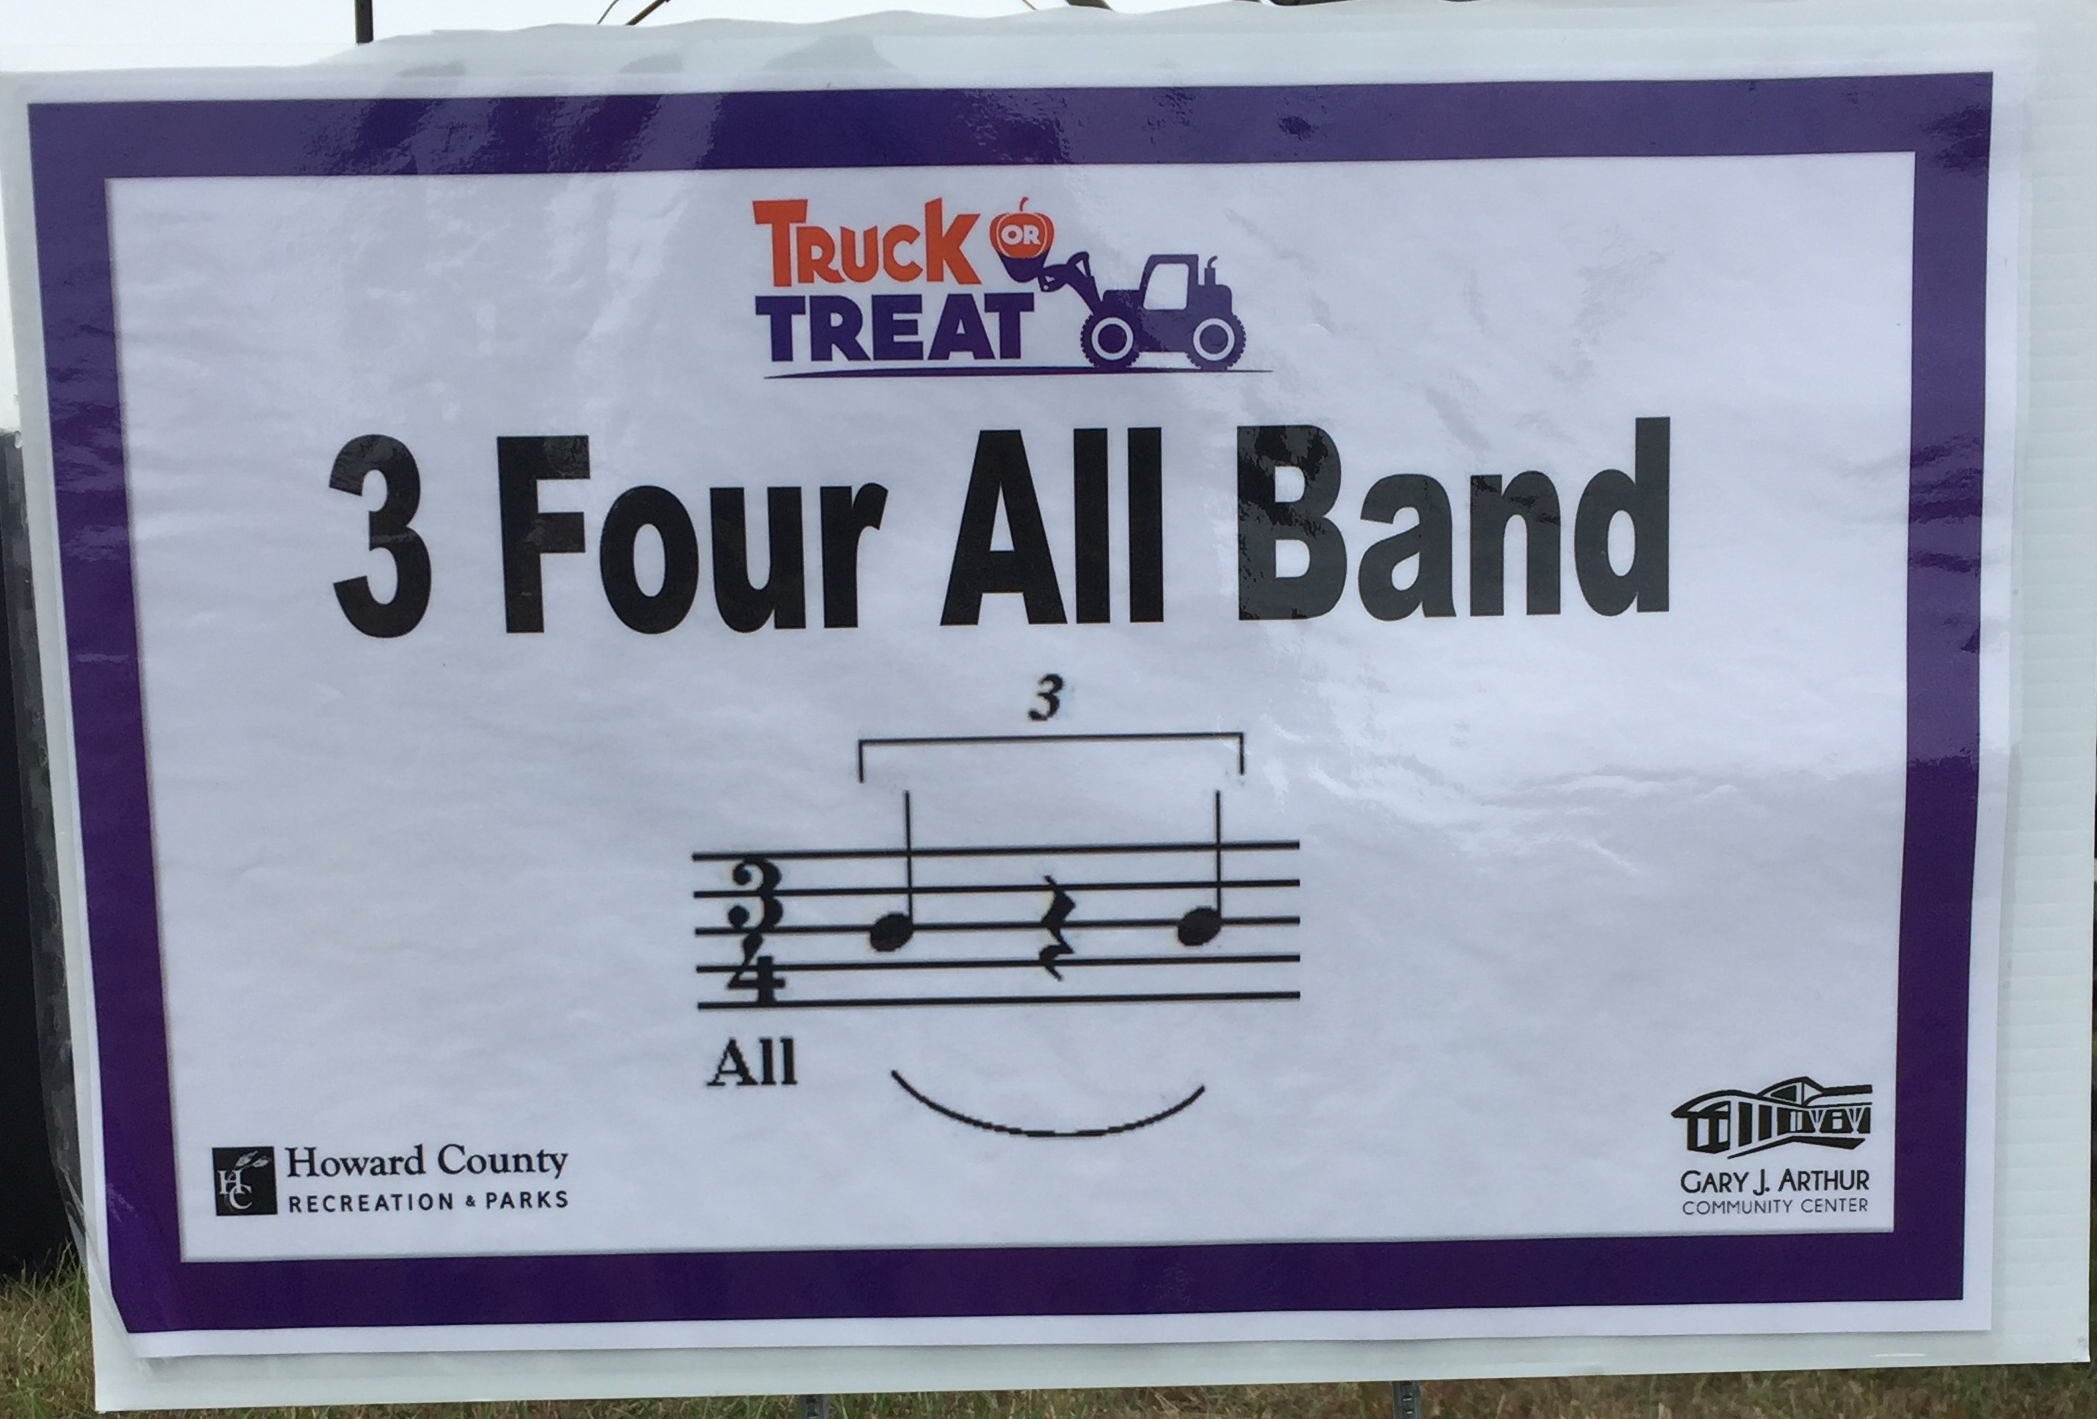 TRUCK OR
TREAT
3 Four All Band
3
3
4
All
HC Howard County
RECREATION & PARKS
GARY J. ARTHUR
COMMUNITY CENTER